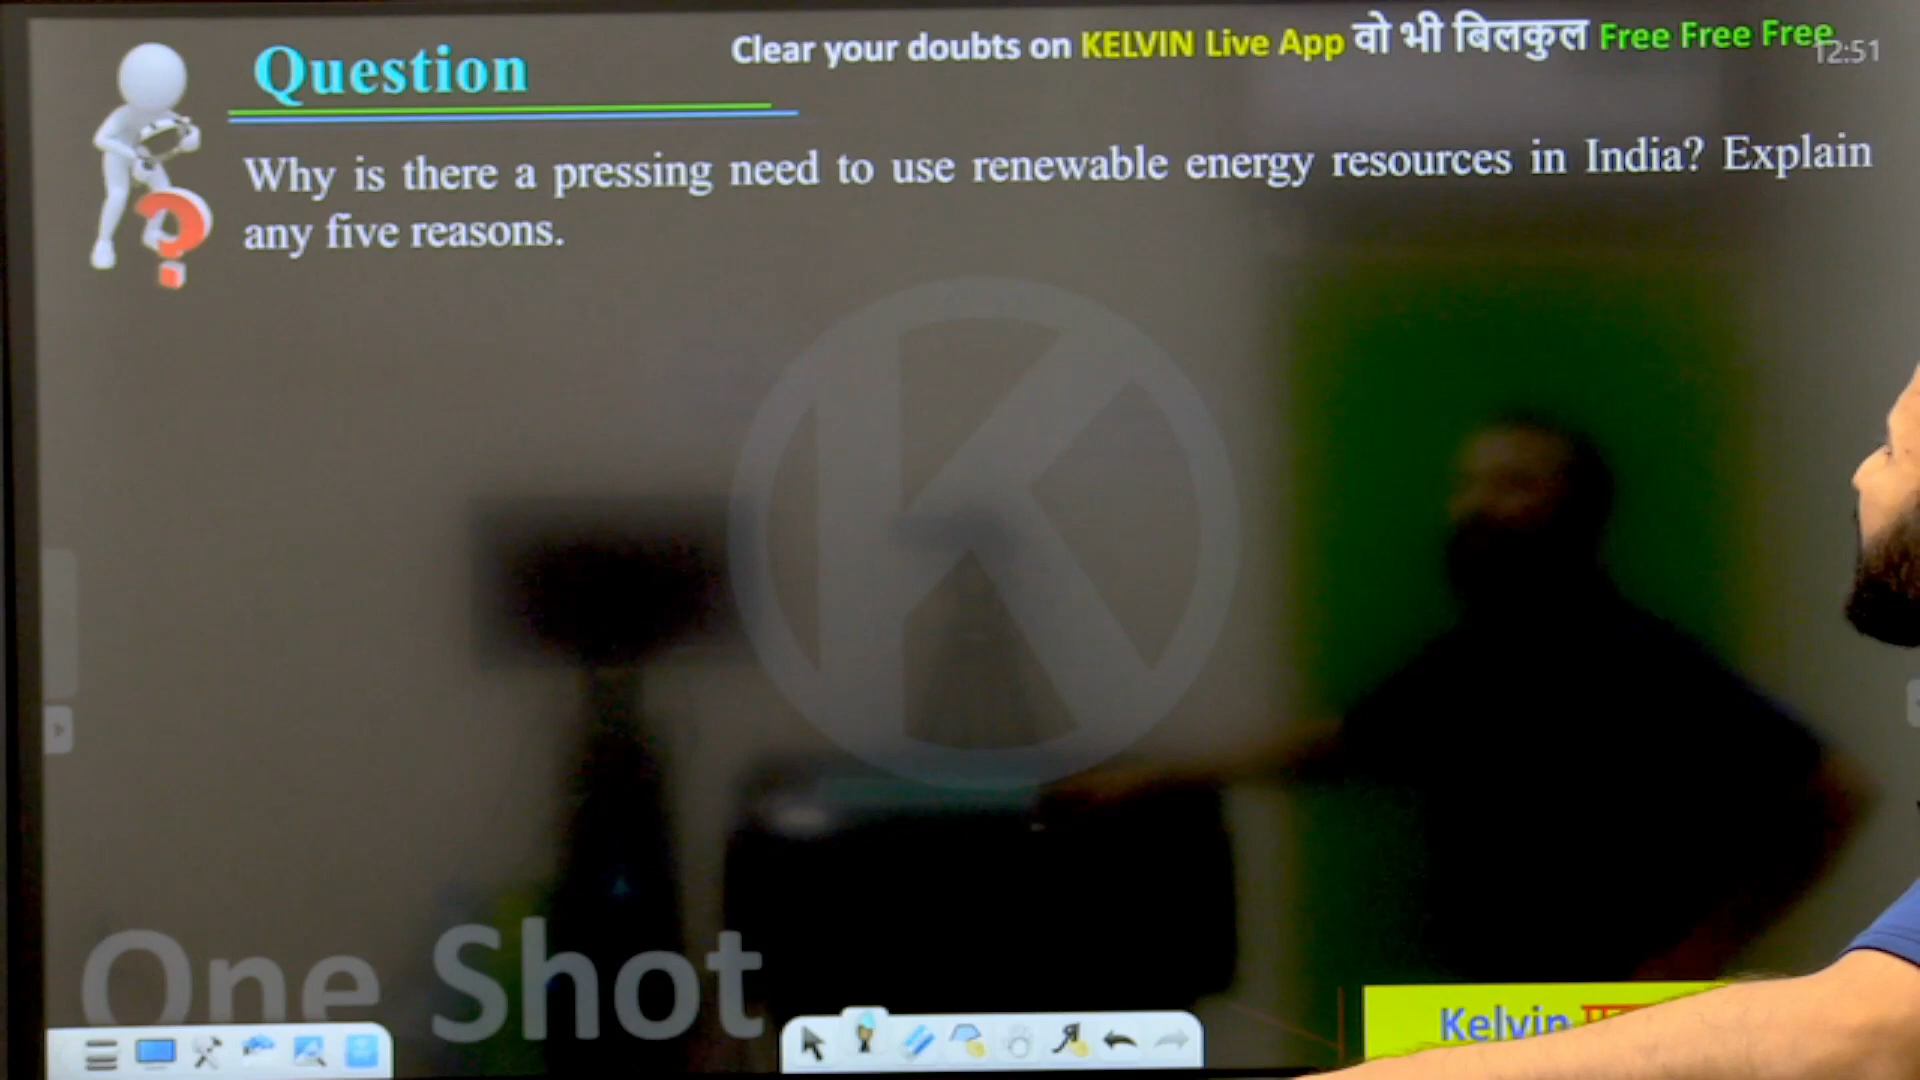 Question
Clear your doubts on KELVIN Live App वो भी बिलकुल Free Free Free
12:51
Why is there a pressing need to use renewable energy resources in India? Explain
any five reasons.
One Shot
Kelvin